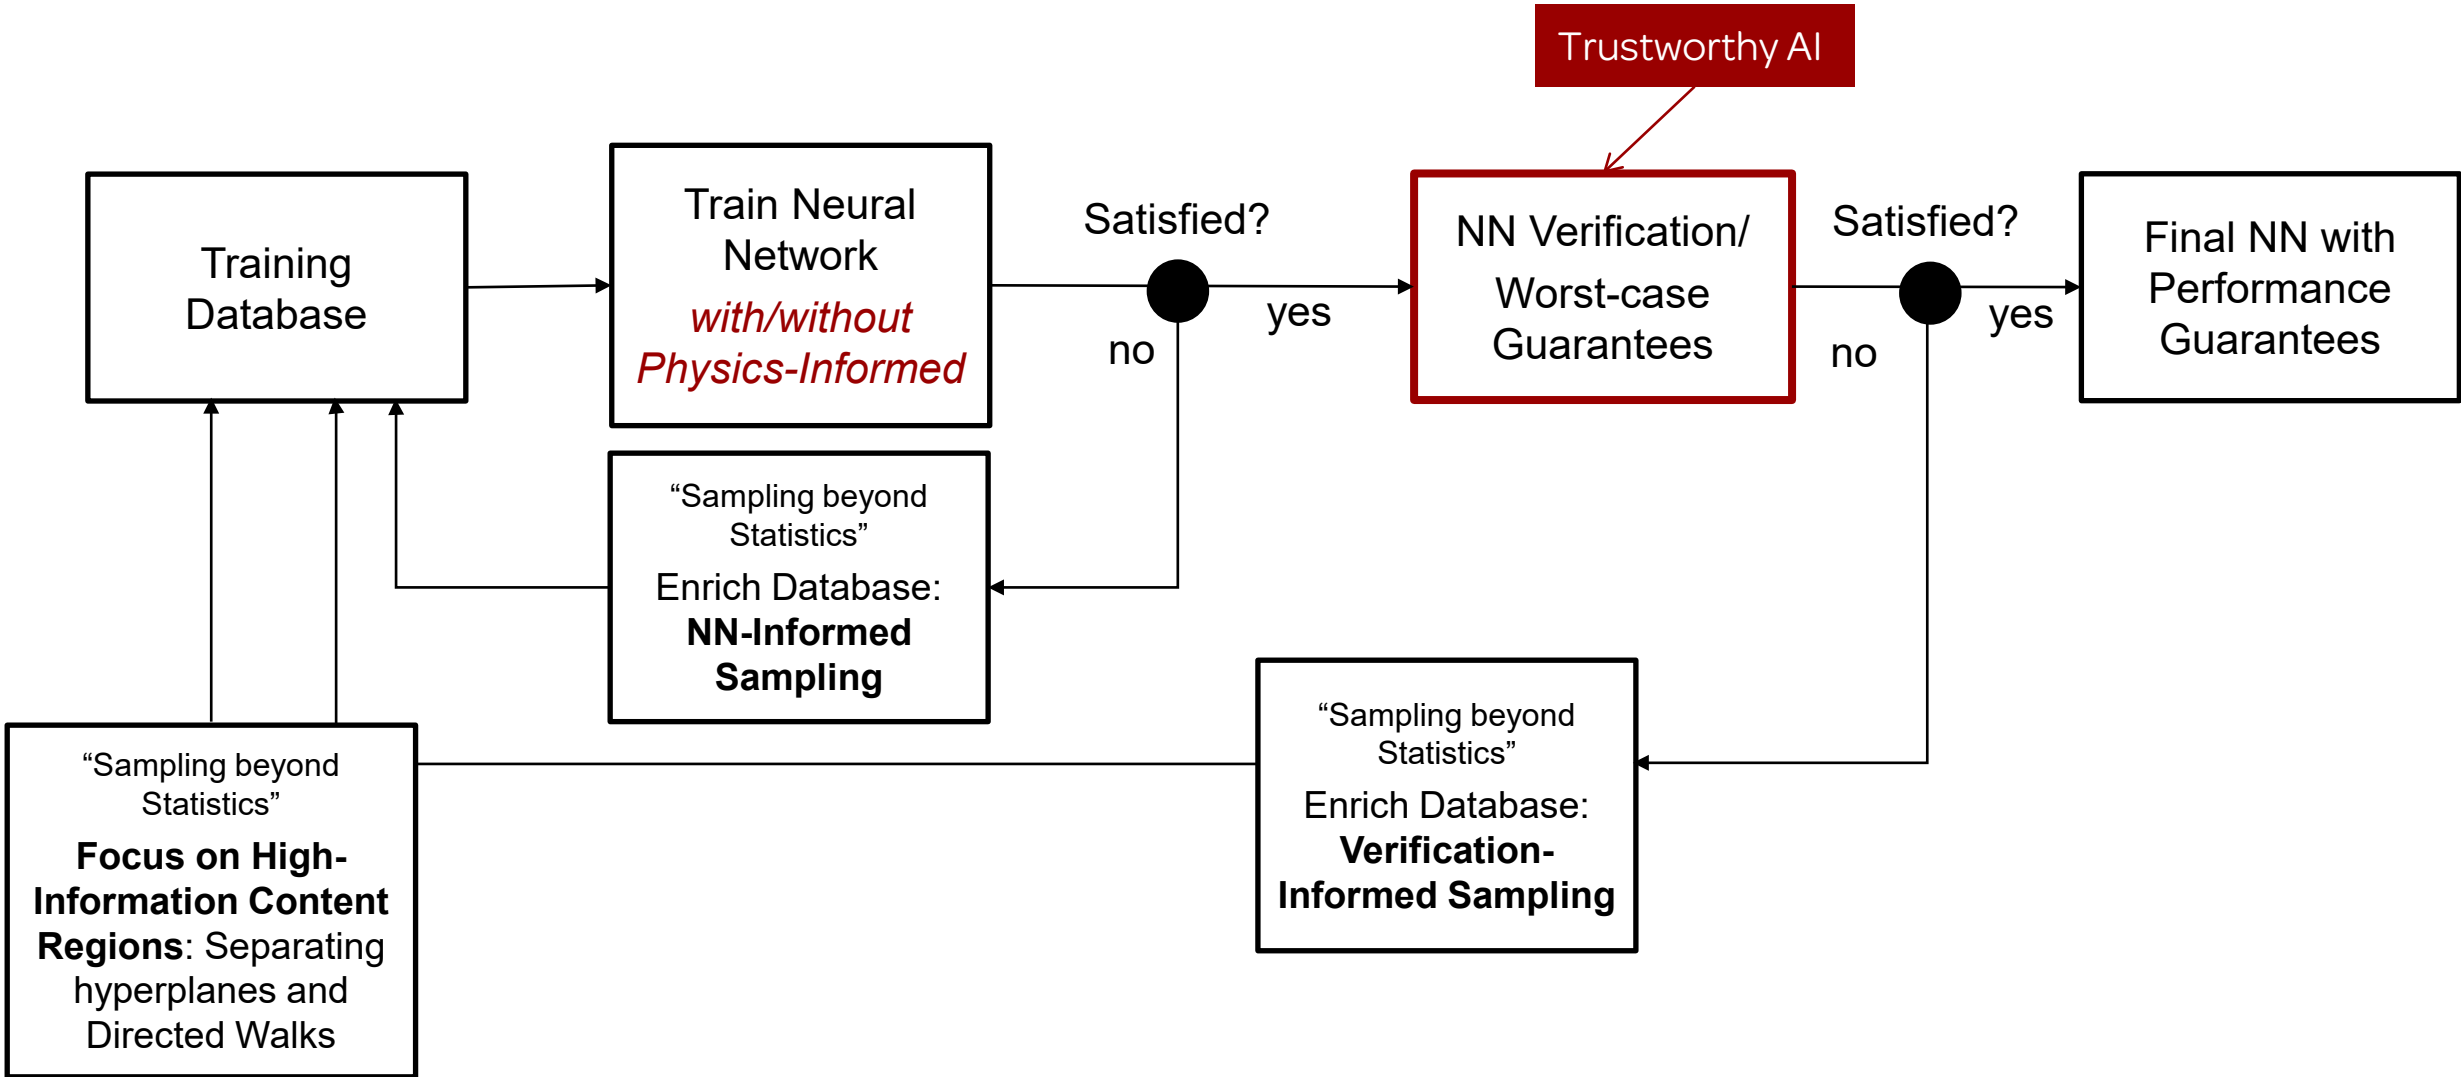 Trustworthy AI
Training
Database
Train Neural
Network
with/without
Physics-Informed
Satisfied?
yes
no
NN Verification/
Worst-case
Guarantees
Satisfied?
yes
no
Final NN with
Performance
Guarantees
“Sampling beyond
Statistics”
Enrich Database:
NN-Informed
Sampling
“Sampling beyond
Statistics”
Enrich Database:
Verification-
Informed Sampling
“Sampling beyond
Statistics”
Focus on High-
Information Content
Regions: Separating
hyperplanes and
Directed Walks